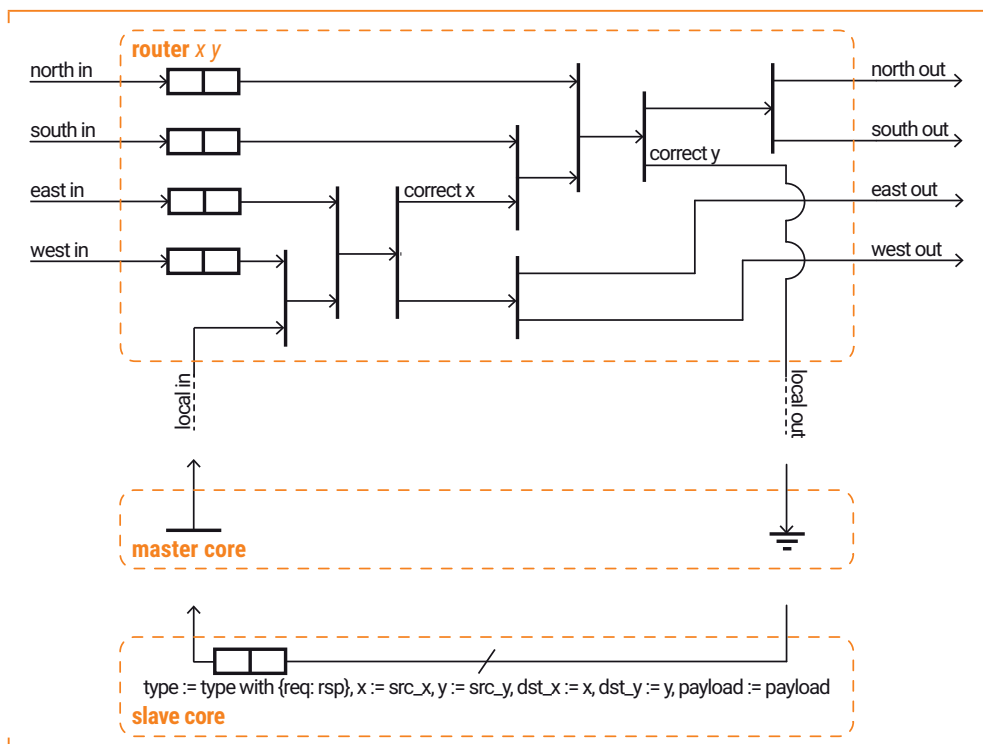 router x y
north in
north out
south in
south out
correct y
east in
correct x
east out
west in
west out
local in
local out
master core
type := type with {req: rsp}, x := src_x, y := src_y, dst_x := x, dst_y := y, payload := payload
slave core